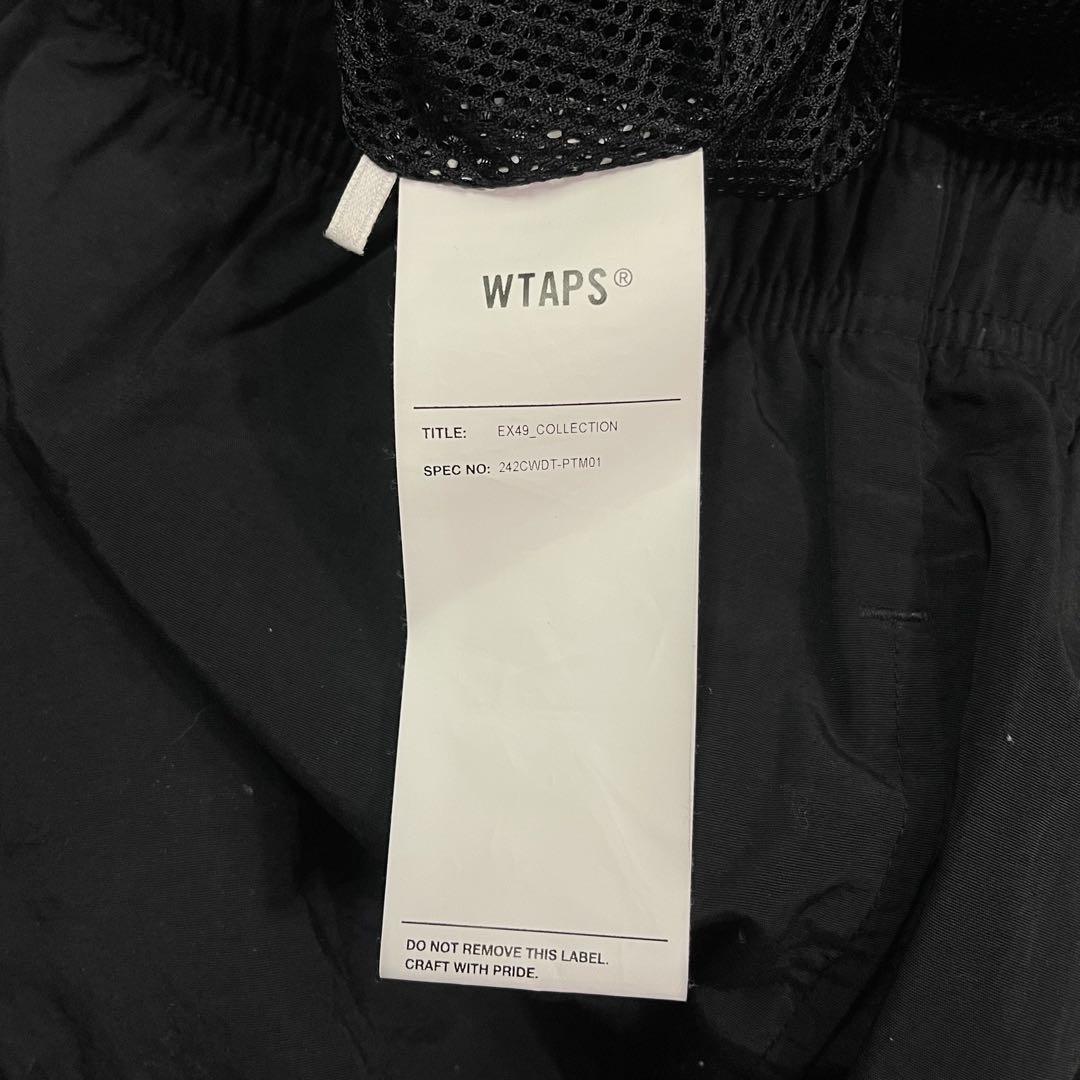 WTAPS®
TITLE: EX49_COLLECTION
SPEC NO: 242CWDT-PTM01
DO NOT REMOVE THIS LABEL.
CRAFT WITH PRIDE.